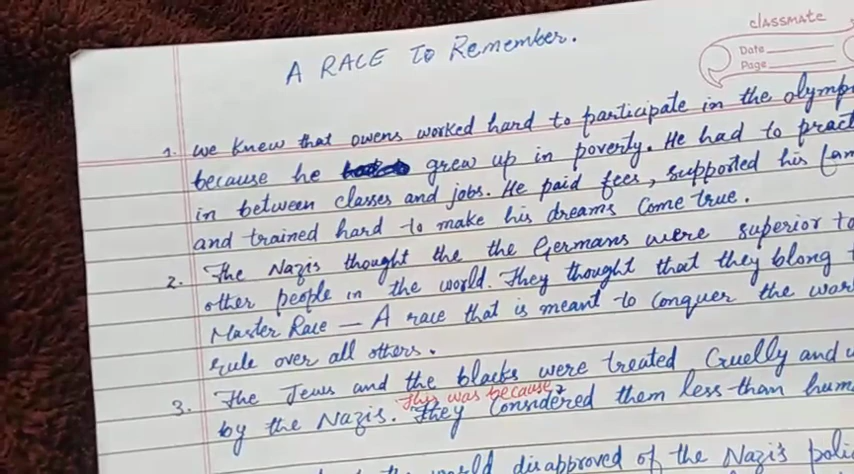 classmate
Date
Page
A RACE To Remember.
1. we knew that owens worked hard to participate in the olymp
because he grew up in poverty. He had to pract
in between classes and jobs. He paid fees, supported his fam
and trained hard to make his dreams come true.
2. The Nazis thought the the Germans were superior to
other people in the world. They thought that they blong t
Master Race — A race that is meant to conquer the wor
rule over all others.
3. The Jews and the blacks were treated Cruelly and
This was because
by the Nazis. They Considered them less than hum
disapproved of the Nazi's poli